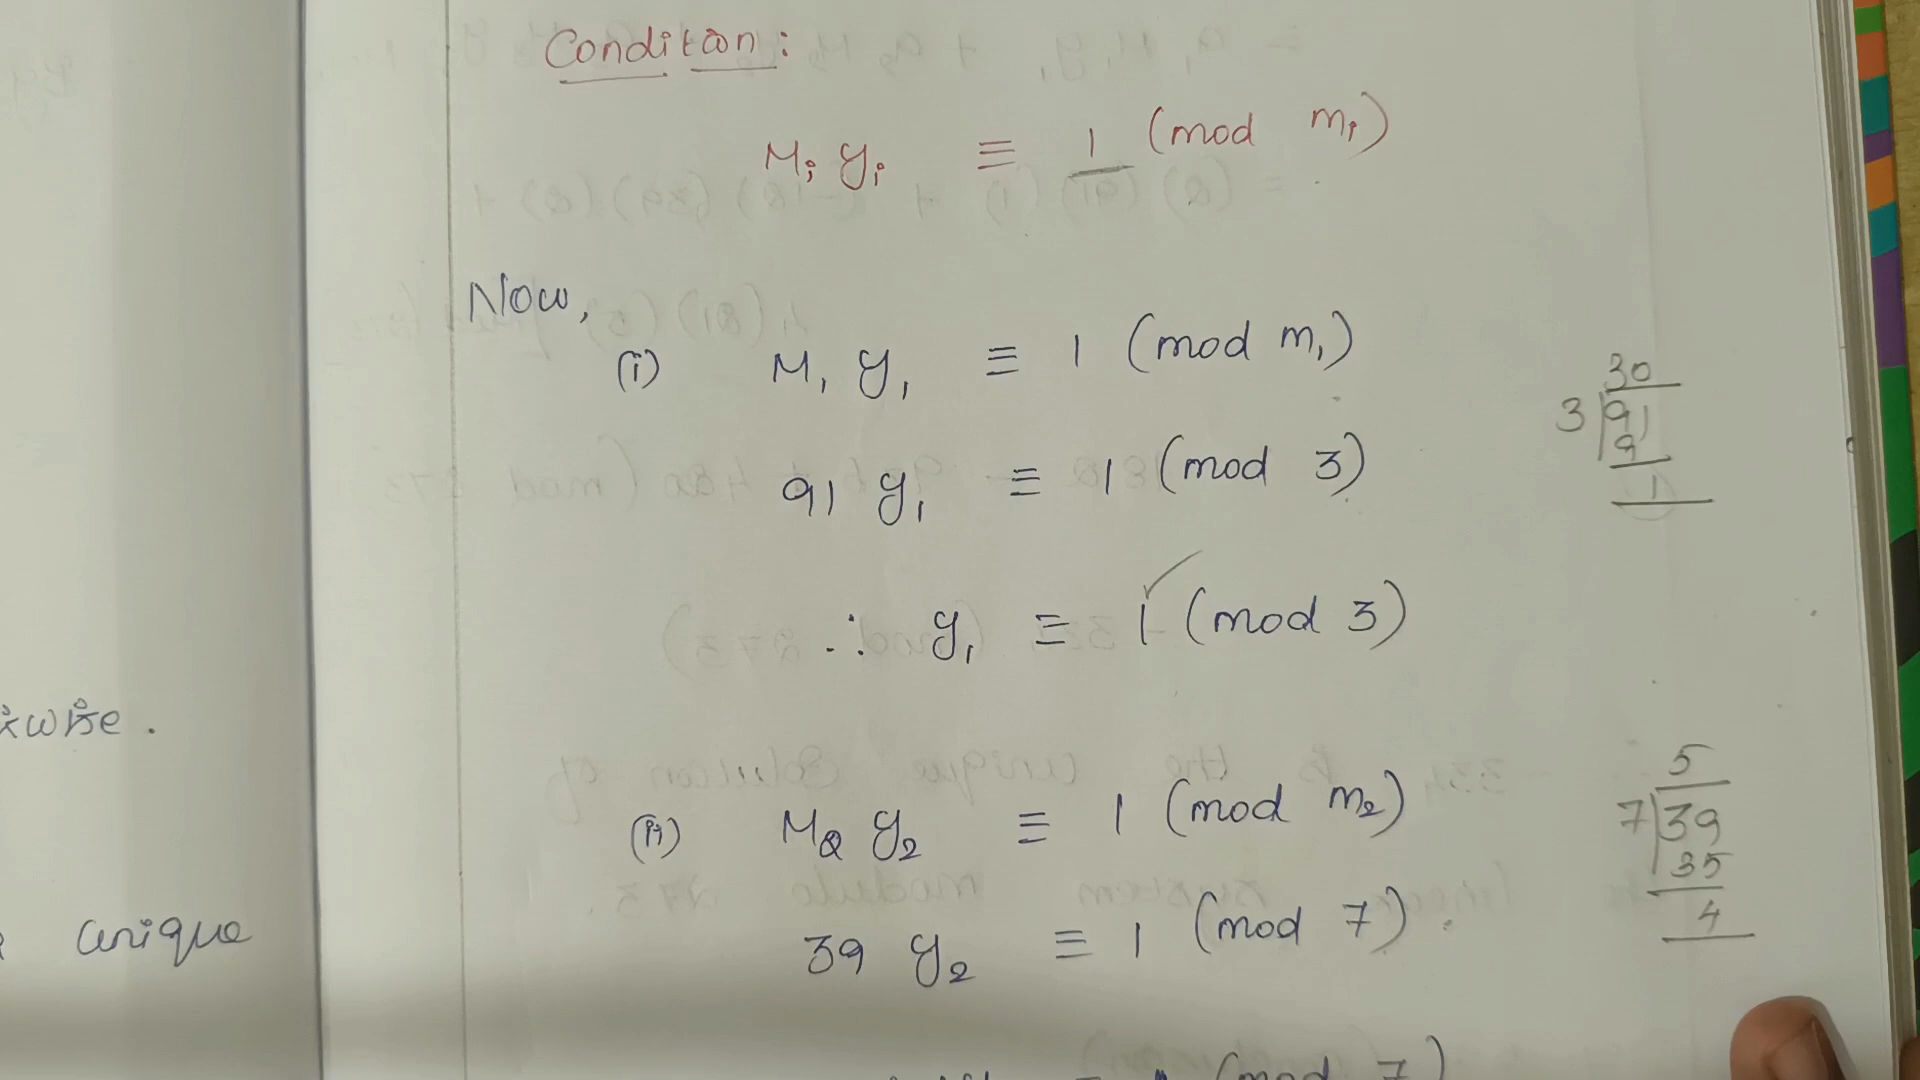 Condition:
Mi yi ≡ 1 (mod mi)
Now,
(i) M1 y1 ≡ 1 (mod m1)
30
3 91
9
1
91 y1 ≡ 1 (mod 3)
∴ y1 ≡ 1 (mod 3)
(ii) M2 y2 ≡ 1 (mod m2)
5
7 39
35
4
39 y2 ≡ 1 (mod 7)
(mod 7)
unique